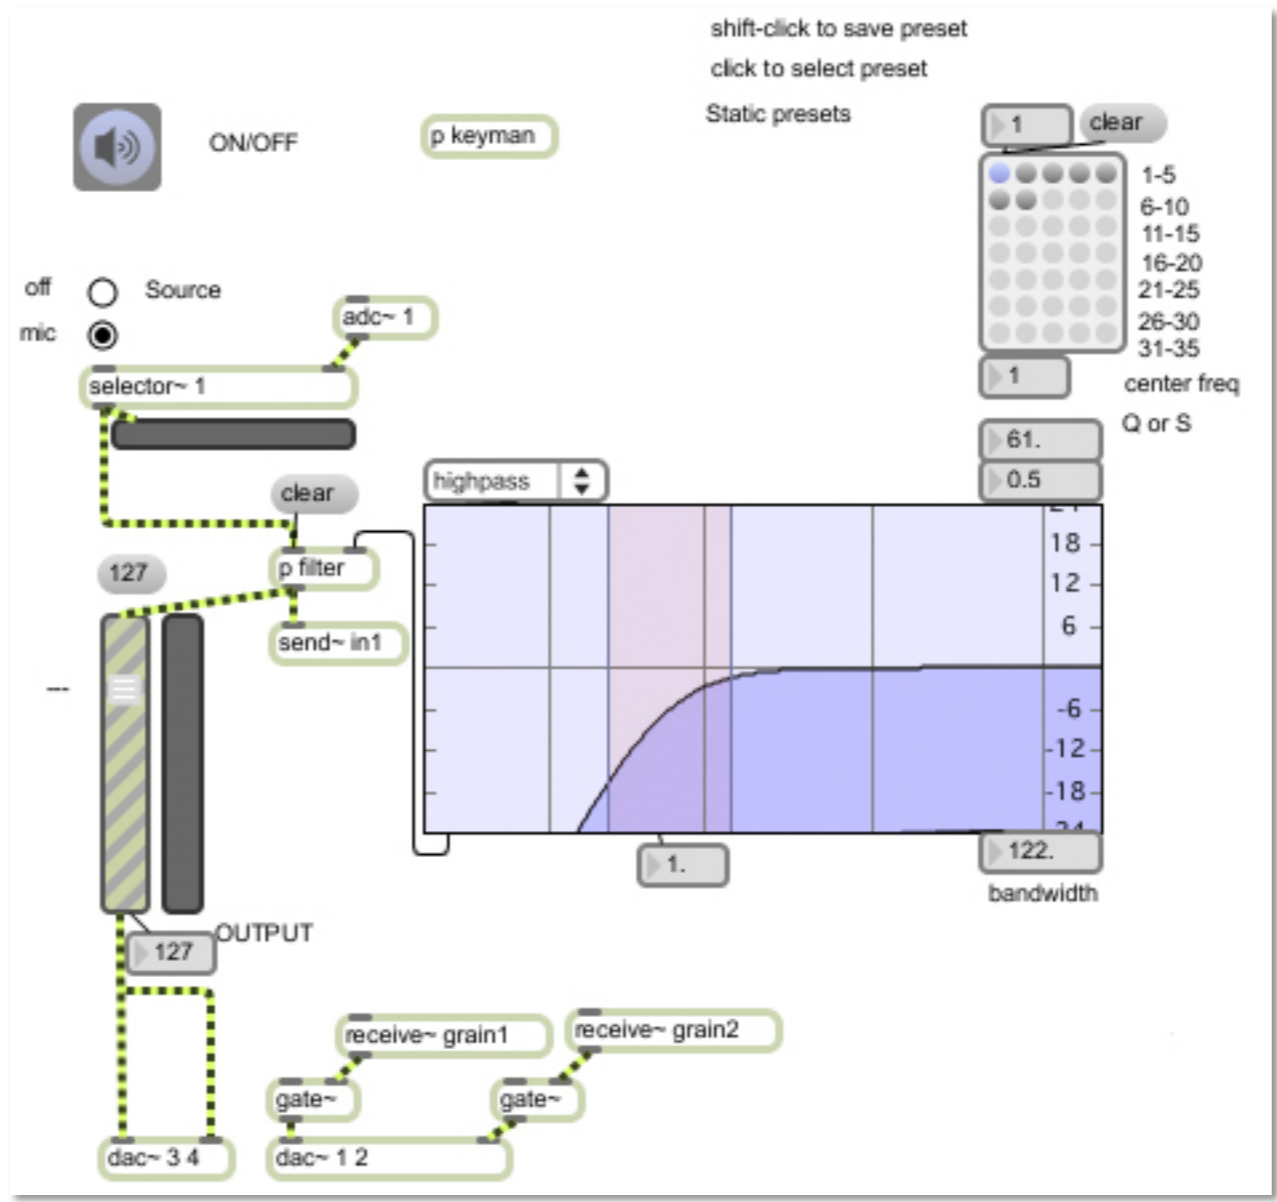 shift-click to save preset
click to select preset
Static presets
1
clear
ON/OFF
p keyman
1-5
6-10
11-15
16-20
21-25
26-30
31-35
off
Source
mic
adc~ 1
selector~ 1
1
center freq
Q or S
61.
0.5
highpass
clear
18
12
6
-6
-12
-18
127
p filter
send~ in1
---
1.
122.
bandwidth
OUTPUT
127
receive~ grain1
receive~ grain2
gate~
gate~
dac~ 3 4
dac~ 1 2